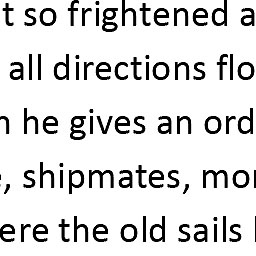 t so frightened a
all directions flo
n he gives an ord
, shipmates, mor
ere the old sails